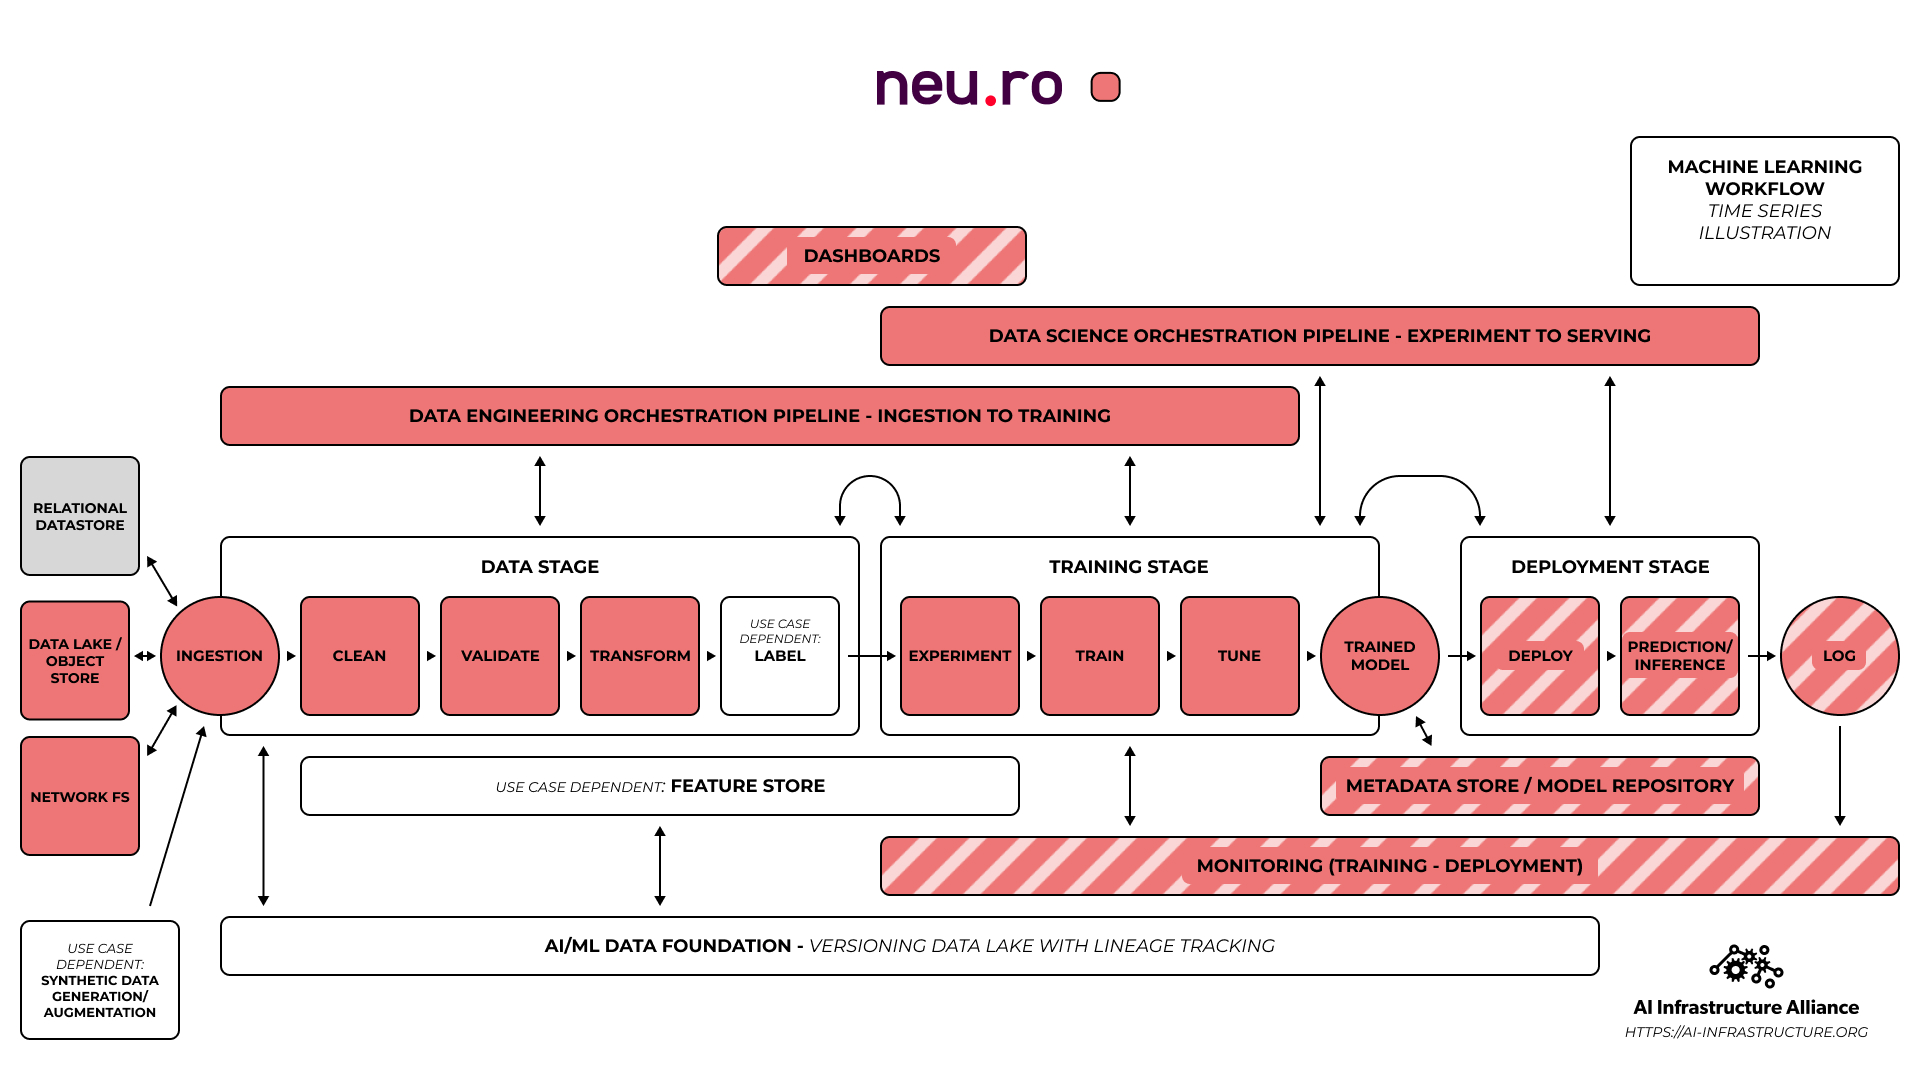 neu.ro
MACHINE LEARNING
WORKFLOW
TIME SERIES
ILLUSTRATION
DASHBOARDS
DATA SCIENCE ORCHESTRATION PIPELINE - EXPERIMENT TO SERVING
DATA ENGINEERING ORCHESTRATION PIPELINE - INGESTION TO TRAINING
RELATIONAL
DATASTORE
DATA LAKE /
OBJECT
STORE
NETWORK FS
INGESTION
DATA STAGE
CLEAN
VALIDATE
TRANSFORM
USE CASE
DEPENDENT:
LABEL
TRAINING STAGE
EXPERIMENT
TRAIN
TUNE
TRAINED
MODEL
DEPLOYMENT STAGE
DEPLOY
PREDICTION/
INFERENCE
LOG
USE CASE DEPENDENT: FEATURE STORE
METADATA STORE / MODEL REPOSITORY
MONITORING (TRAINING - DEPLOYMENT)
AI/ML DATA FOUNDATION - VERSIONING DATA LAKE WITH LINEAGE TRACKING
USE CASE
DEPENDENT:
SYNTHETIC DATA
GENERATION/
AUGMENTATION
AI Infrastructure Alliance
HTTPS://AI-INFRASTRUCTURE.ORG